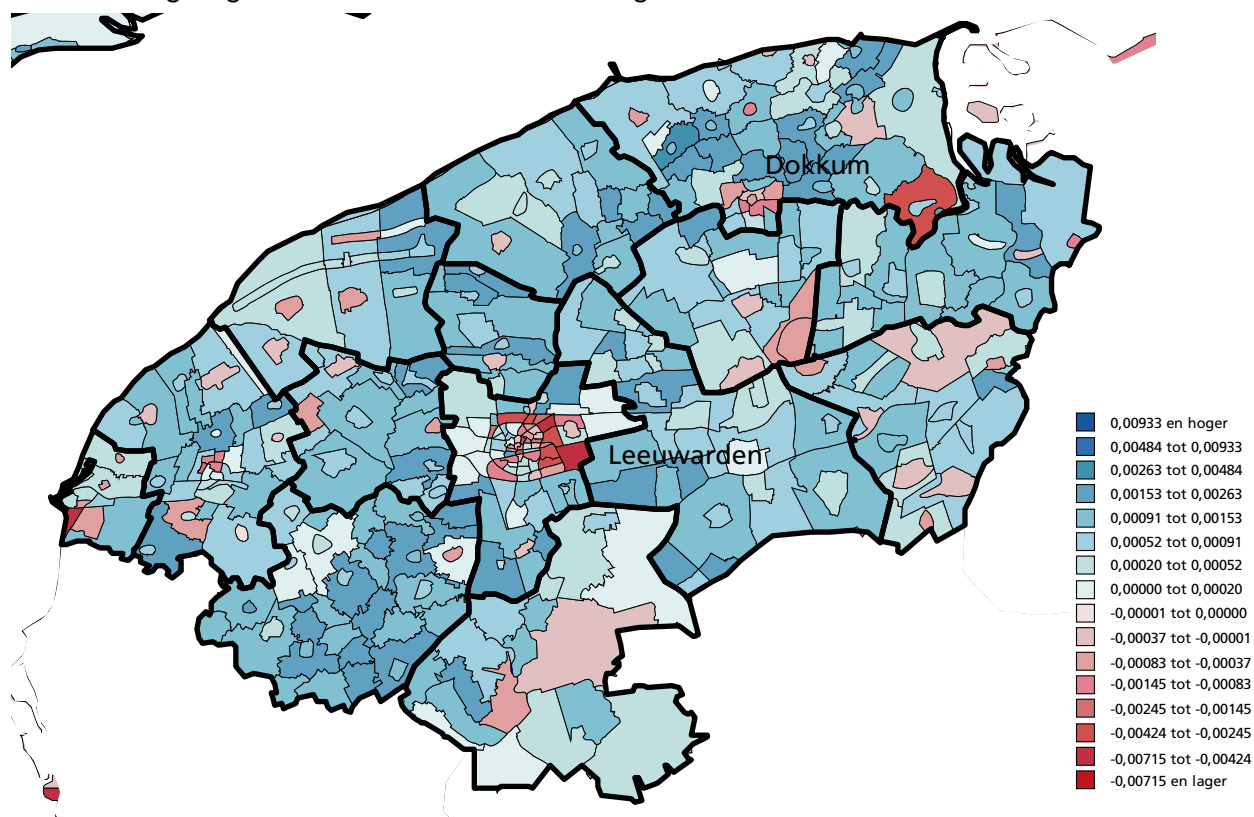 Dokkum
Leeuwarden
0,00933 en hoger
0,00484 tot 0,00933
0,00263 tot 0,00484
0,00153 tot 0,00263
0,00091 tot 0,00153
0,00052 tot 0,00091
0,00020 tot 0,00052
0,00000 tot 0,00020
-0,00001 tot 0,00000
-0,00037 tot -0,00001
-0,00083 tot -0,00037
-0,00145 tot -0,00083
-0,00245 tot -0,00145
-0,00424 tot -0,00245
-0,00715 tot -0,00424
-0,00715 en lager